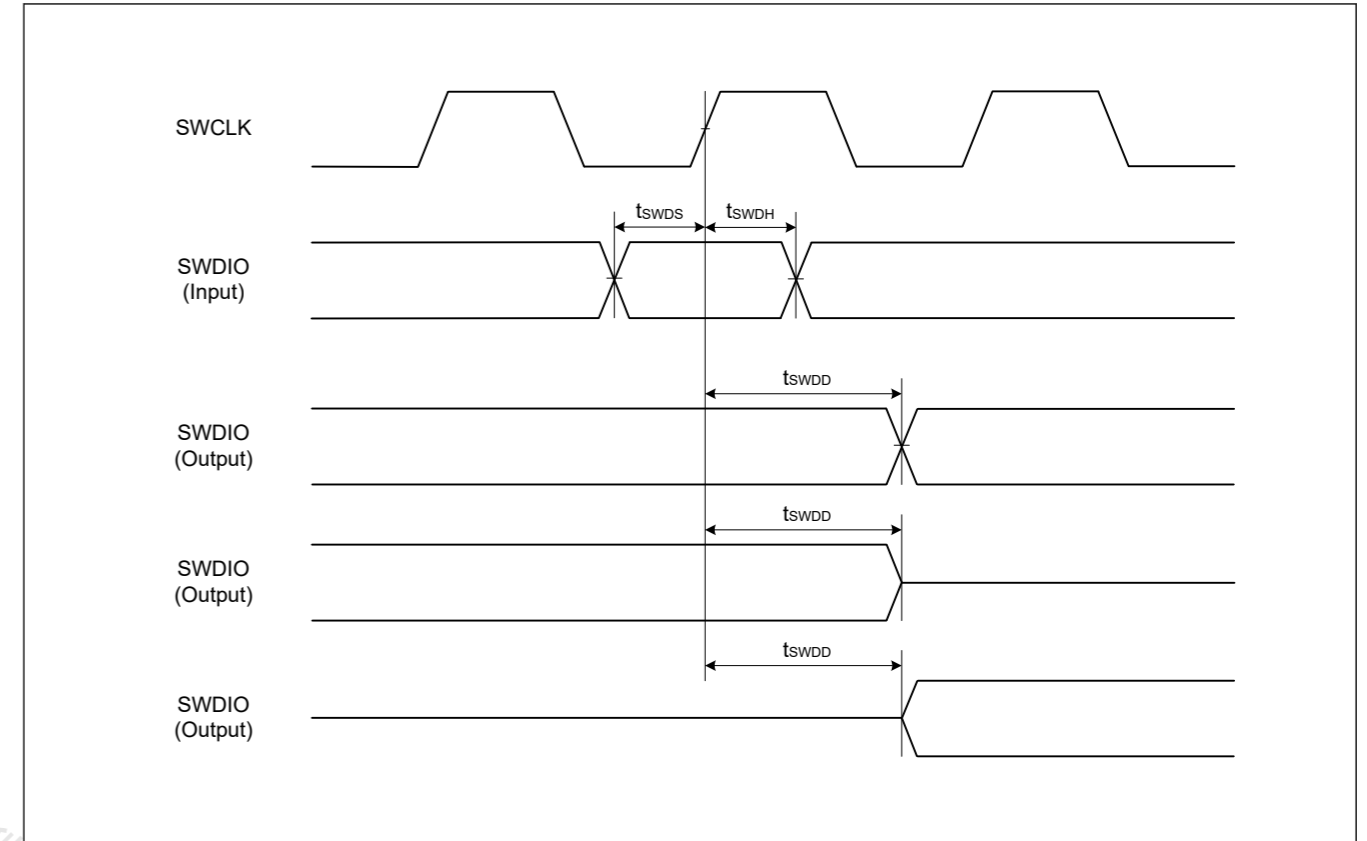 SWCLK
tSWDS
tSWDH
SWDIO
(Input)
tSWDD
SWDIO
(Output)
tSWDD
SWDIO
(Output)
tSWDD
SWDIO
(Output)